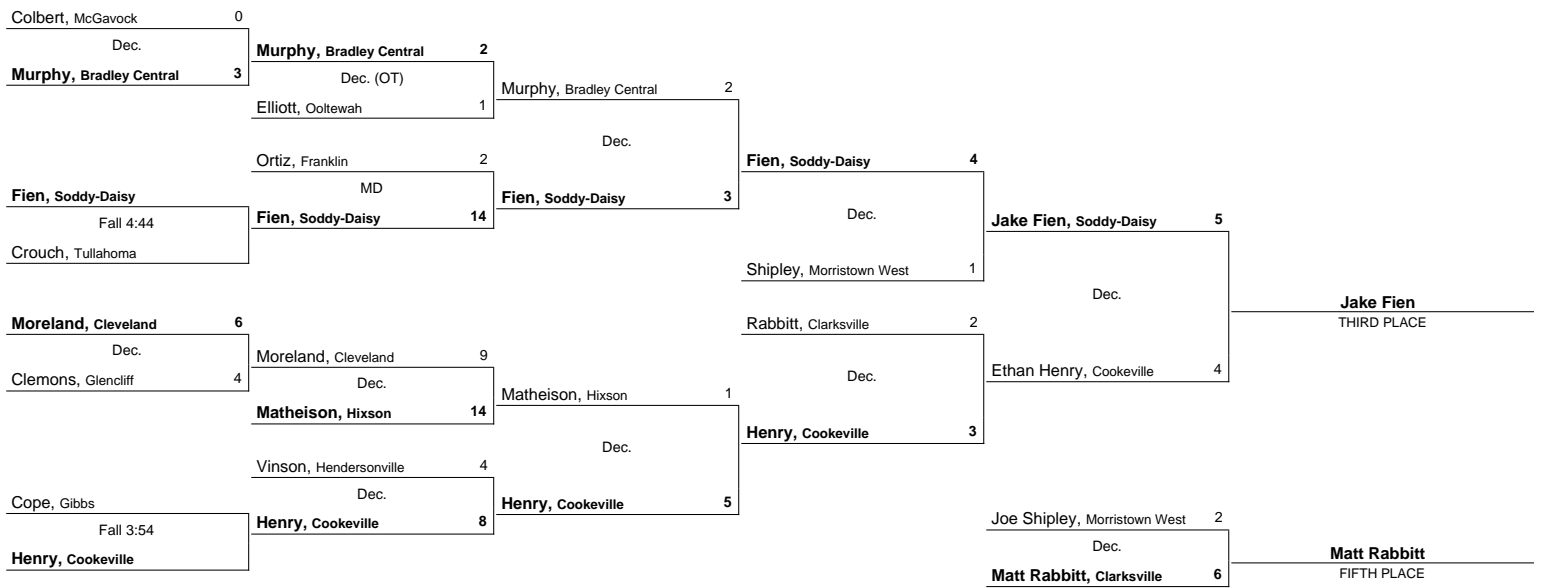 Colbert, McGavock 0
Dec.
Murphy, Bradley Central 3
Fien, Soddy-Daisy
Fall 4:44
Crouch, Tullahoma
Moreland, Cleveland 6
Dec.
Clemons, Glencliff 4
Cope, Gibbs
Fall 3:54
Henry, Cookeville
Murphy, Bradley Central 2
Dec. (OT)
Elliott, Ooltewah 1
Ortiz, Franklin 2
MD
Fien, Soddy-Daisy 14
Moreland, Cleveland 9
Dec.
Matheison, Hixson 14
Vinson, Hendersonville 4
Dec.
Henry, Cookeville 8
Murphy, Bradley Central 2
Dec.
Fien, Soddy-Daisy 3
Matheison, Hixson 1
Dec.
Henry, Cookeville 5
Fien, Soddy-Daisy 4
Dec.
Shipley, Morristown West 1
Rabbitt, Clarksville 2
Dec.
Henry, Cookeville 3
Jake Fien, Soddy-Daisy 5
Dec.
Ethan Henry, Cookeville 4
Joe Shipley, Morristown West 2
Dec.
Matt Rabbitt, Clarksville 6
Jake Fien
THIRD PLACE
Matt Rabbitt
FIFTH PLACE